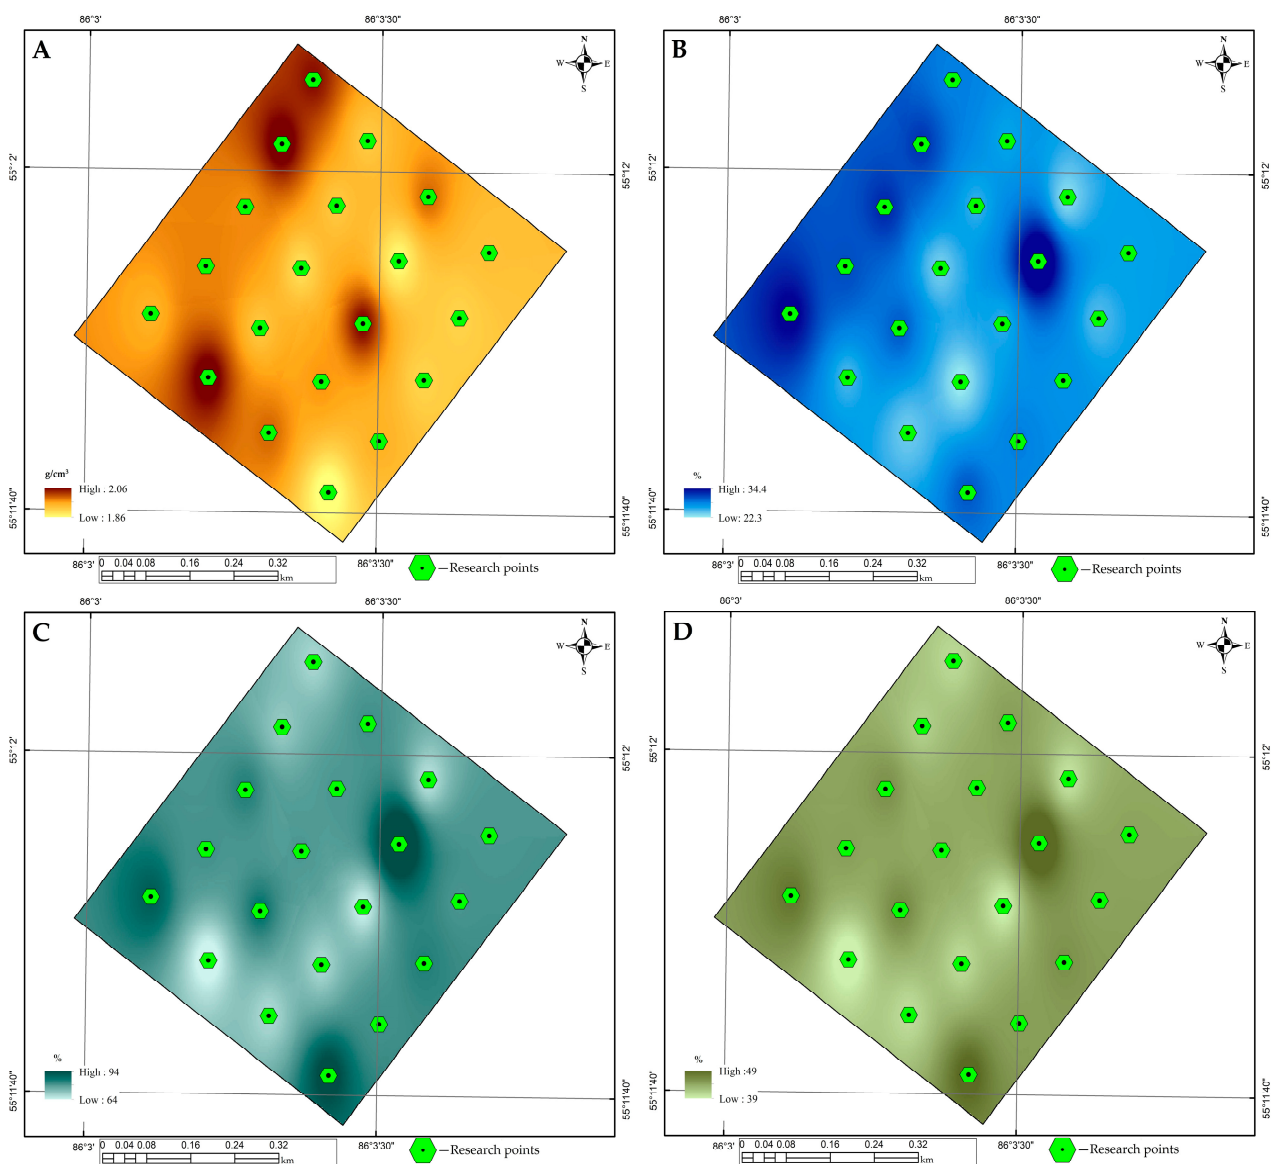 86°3' 86°3'30" 86°3' 86°3'30"
A N B N
W E W E
S S
55°12' 55°12' 55°12' 55°12'
g/cm³ %
High : 2.06 High : 34.4
Low : 1.86 Low: 22.3
55°11'40" 55°11'40" 55°11'40" 55°11'40"
86°3' 86°3'30" 86°3' 86°3'30"
0 0.04 0.08 0.16 0.24 0.32 km –Research points 0 0.04 0.08 0.16 0.24 0.32 km –Research points
86°3' 86°3'30" 86°3' 86°3'30"
C N D N
W E W E
S S
55°12' 55°12' 55°12' 55°12'
% %
High : 94 High :49
Low : 64 Low : 39
55°11'40" 55°11'40" 55°11'40" 55°11'40"
86°3' 86°3'30" 86°3' 86°3'30"
0 0.04 0.08 0.16 0.24 0.32 km –Research points 0 0.04 0.08 0.16 0.24 0.32 km –Research points